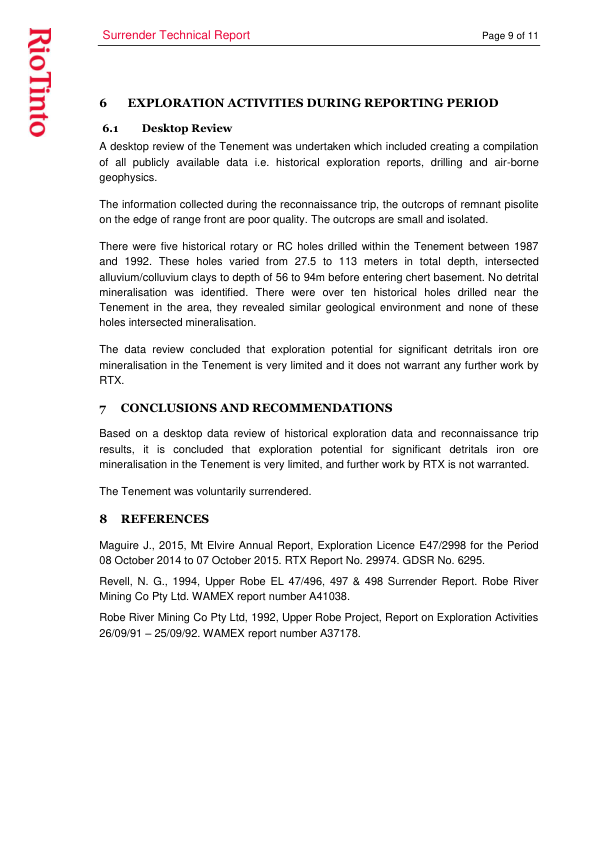 RioTinto
Surrender Technical Report
Page 9 of 11
6 EXPLORATION ACTIVITIES DURING REPORTING PERIOD
6.1 Desktop Review
A desktop review of the Tenement was undertaken which included creating a compilation
of all publicly available data i.e. historical exploration reports, drilling and air-borne
geophysics.
The information collected during the reconnaissance trip, the outcrops of remnant pisolite
on the edge of range front are poor quality. The outcrops are small and isolated.
There were five historical rotary or RC holes drilled within the Tenement between 1987
and 1992. These holes varied from 27.5 to 113 meters in total depth, intersected
alluvium/colluvium clays to depth of 56 to 94m before entering chert basement. No detrital
mineralisation was identified. There were over ten historical holes drilled near the
Tenement in the area, they revealed similar geological environment and none of these
holes intersected mineralisation.
The data review concluded that exploration potential for significant detritals iron ore
mineralisation in the Tenement is very limited and it does not warrant any further work by
RTX.
7 CONCLUSIONS AND RECOMMENDATIONS
Based on a desktop data review of historical exploration data and reconnaissance trip
results, it is concluded that exploration potential for significant detritals iron ore
mineralisation in the Tenement is very limited, and further work by RTX is not warranted.
The Tenement was voluntarily surrendered.
8 REFERENCES
Maguire J., 2015, Mt Elvire Annual Report, Exploration Licence E47/2998 for the Period
08 October 2014 to 07 October 2015. RTX Report No. 29974. GDSR No. 6295.
Revell, N. G., 1994, Upper Robe EL 47/496, 497 & 498 Surrender Report. Robe River
Mining Co Pty Ltd. WAMEX report number A41038.
Robe River Mining Co Pty Ltd, 1992, Upper Robe Project, Report on Exploration Activities
26/09/91 – 25/09/92. WAMEX report number A37178.